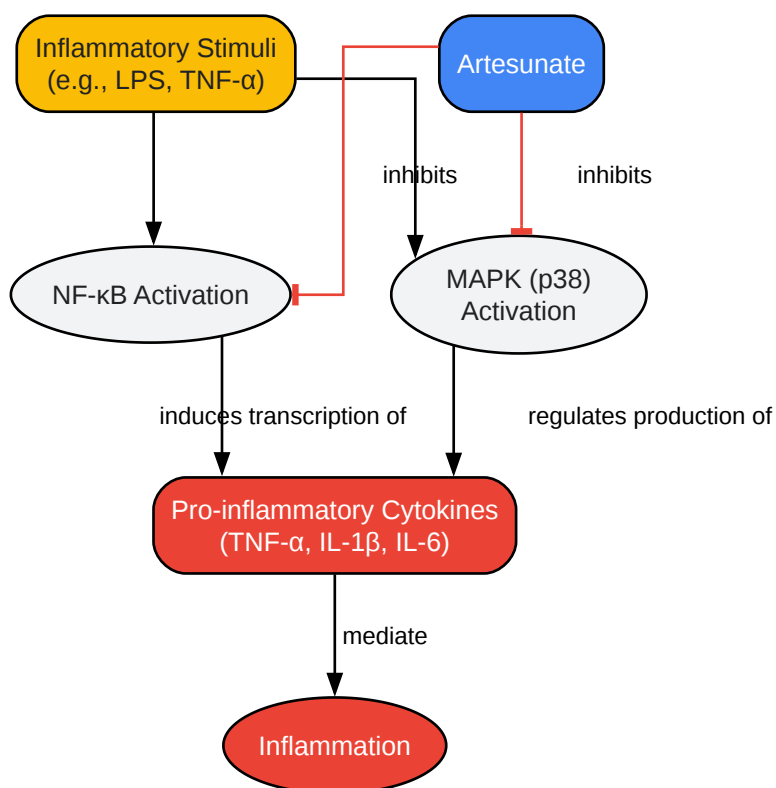 Inflammatory Stimuli
(e.g., LPS, TNF-α)
Artesunate
inhibits
inhibits
NF-κB Activation
MAPK (p38)
Activation
induces transcription of
regulates production of
Pro-inflammatory Cytokines
(TNF-α, IL-1β, IL-6)
mediate
Inflammation